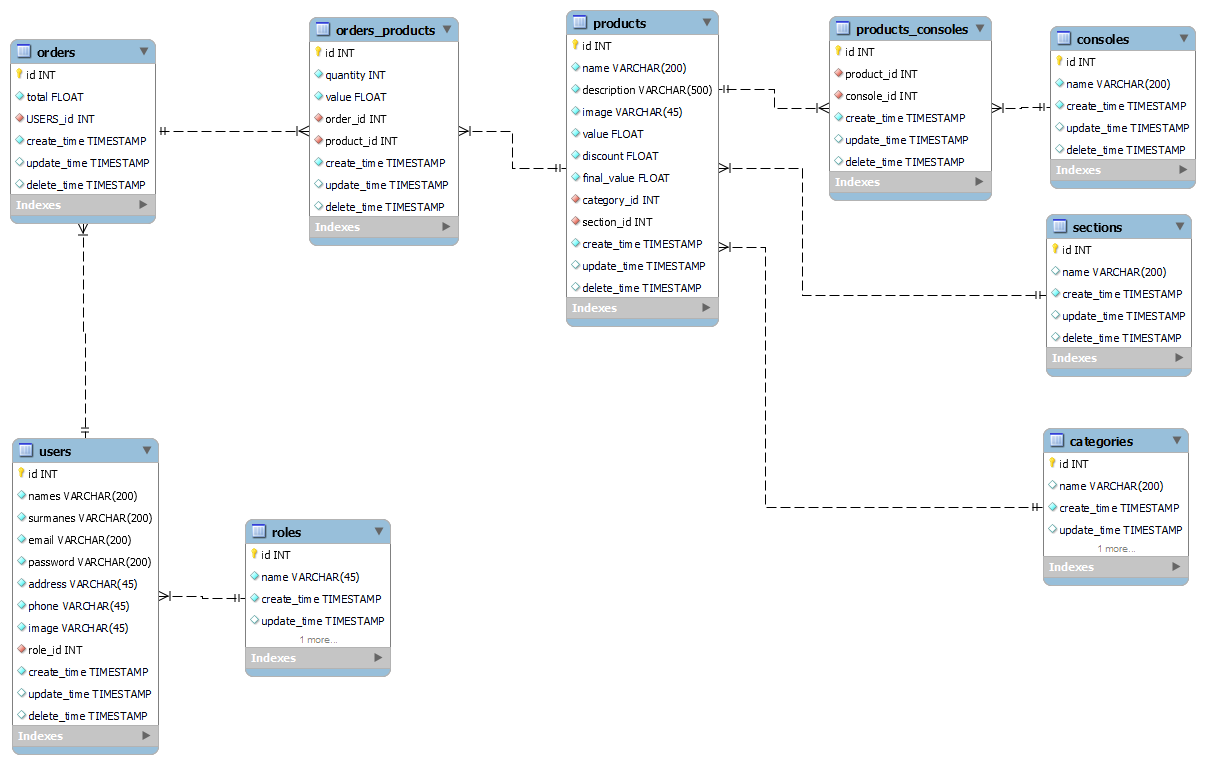 orders
id INT
total FLOAT
USERS_id INT
create_time TIMESTAMP
update_time TIMESTAMP
delete_time TIMESTAMP
Indexes
orders_products
id INT
quantity INT
value FLOAT
order_id INT
product_id INT
create_time TIMESTAMP
update_time TIMESTAMP
delete_time TIMESTAMP
Indexes
products
id INT
name VARCHAR(200)
description VARCHAR(500)
image VARCHAR(45)
value FLOAT
discount FLOAT
final_value FLOAT
category_id INT
section_id INT
create_time TIMESTAMP
update_time TIMESTAMP
delete_time TIMESTAMP
Indexes
products_consoles
id INT
product_id INT
console_id INT
create_time TIMESTAMP
update_time TIMESTAMP
delete_time TIMESTAMP
Indexes
consoles
id INT
name VARCHAR(200)
create_time TIMESTAMP
update_time TIMESTAMP
delete_time TIMESTAMP
Indexes
sections
id INT
name VARCHAR(200)
create_time TIMESTAMP
update_time TIMESTAMP
delete_time TIMESTAMP
Indexes
categories
id INT
name VARCHAR(200)
create_time TIMESTAMP
update_time TIMESTAMP
1 more...
Indexes
users
id INT
names VARCHAR(200)
surmanes VARCHAR(200)
email VARCHAR(200)
password VARCHAR(200)
address VARCHAR(45)
phone VARCHAR(45)
image VARCHAR(45)
role_id INT
create_time TIMESTAMP
update_time TIMESTAMP
delete_time TIMESTAMP
Indexes
roles
id INT
name VARCHAR(45)
create_time TIMESTAMP
update_time TIMESTAMP
1 more...
Indexes